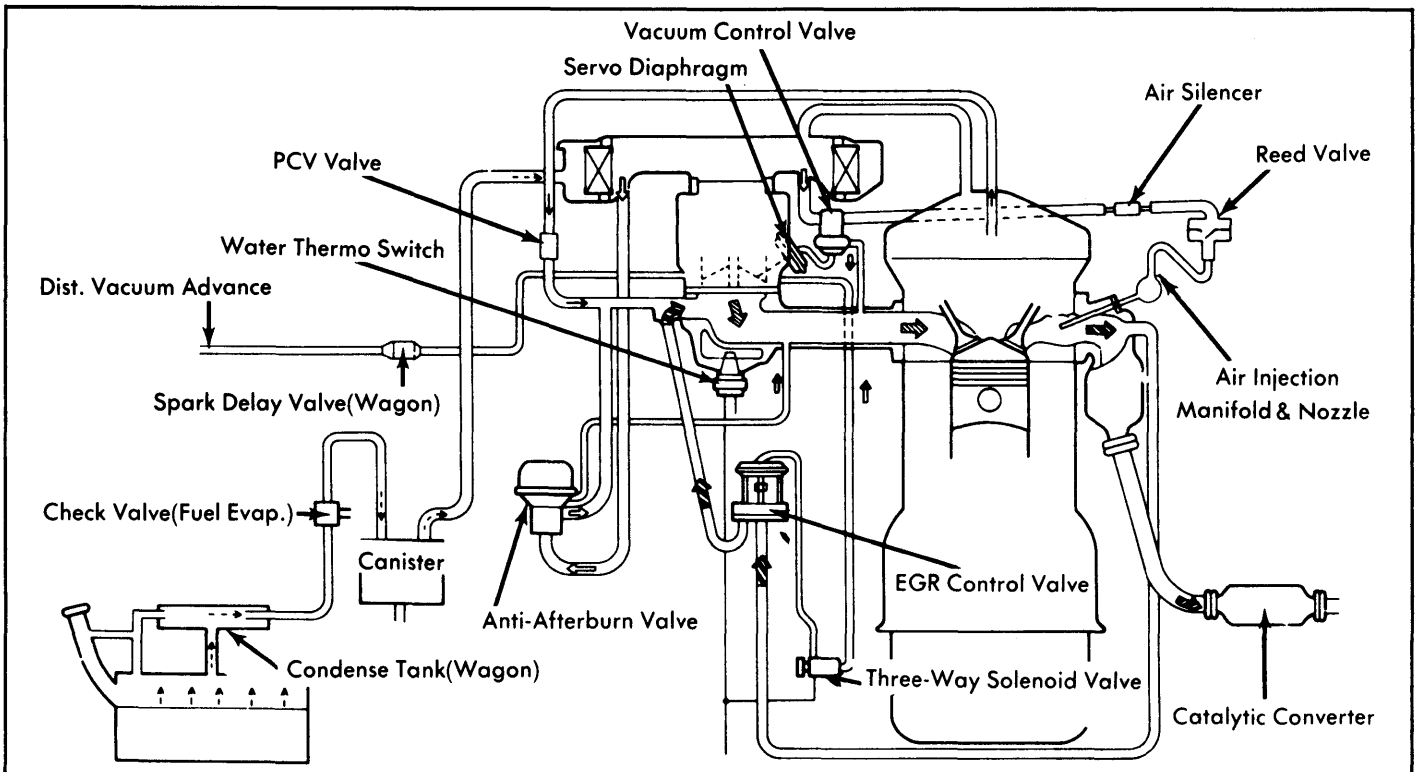 Vacuum Control Valve
Servo Diaphragm
Air Silencer
PCV Valve
Reed Valve
Water Thermo Switch
Dist. Vacuum Advance
Spark Delay Valve(Wagon)
Air Injection
Manifold & Nozzle
Check Valve(Fuel Evap.)
Canister
EGR Control Valve
Anti-Afterburn Valve
Condense Tank(Wagon)
Three-Way Solenoid Valve
Catalytic Converter